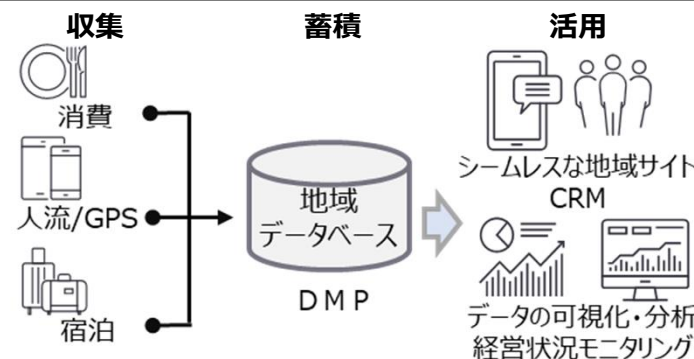 収集
蓄積
活用
消費
人流/GPS
宿泊
地域
データベース
ＤＭＰ
シームレスな地域サイト
CRM
データの可視化・分析
経営状況モニタリング